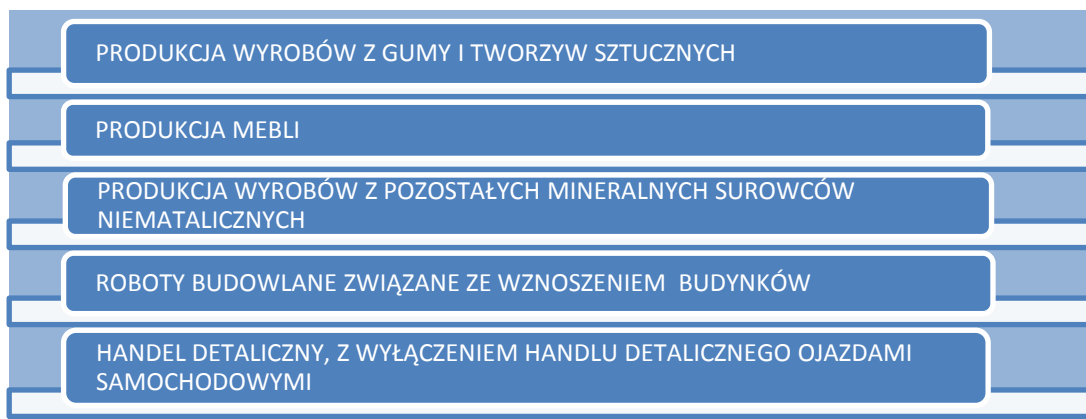 PRODUKCJA WYROBÓW Z GUMY I TWORZYW SZTUCZNYCH
PRODUKCJA MEBLI
PRODUKCJA WYROBÓW Z POZOSTAŁYCH MINERALNYCH SUROWCÓW
NIEMATALICZNYCH
ROBOTY BUDOWLANE ZWIĄZANE ZE WZNOSZENIEM  BUDYNKÓW
HANDEL DETALICZNY, Z WYŁĄCZENIEM HANDLU DETALICZNEGO OJAZDAMI
SAMOCHODOWYMI